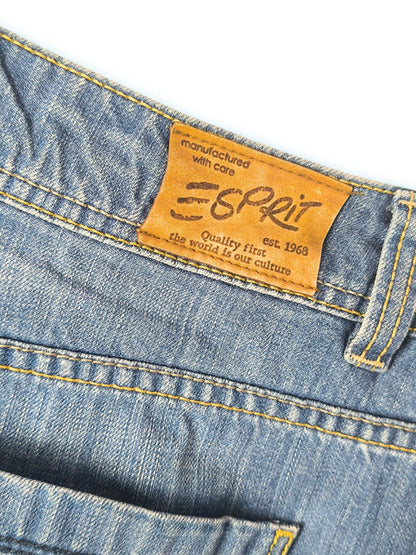 manufactured
with care
ESPRIT
est. 1968
Quality first
the world is our culture